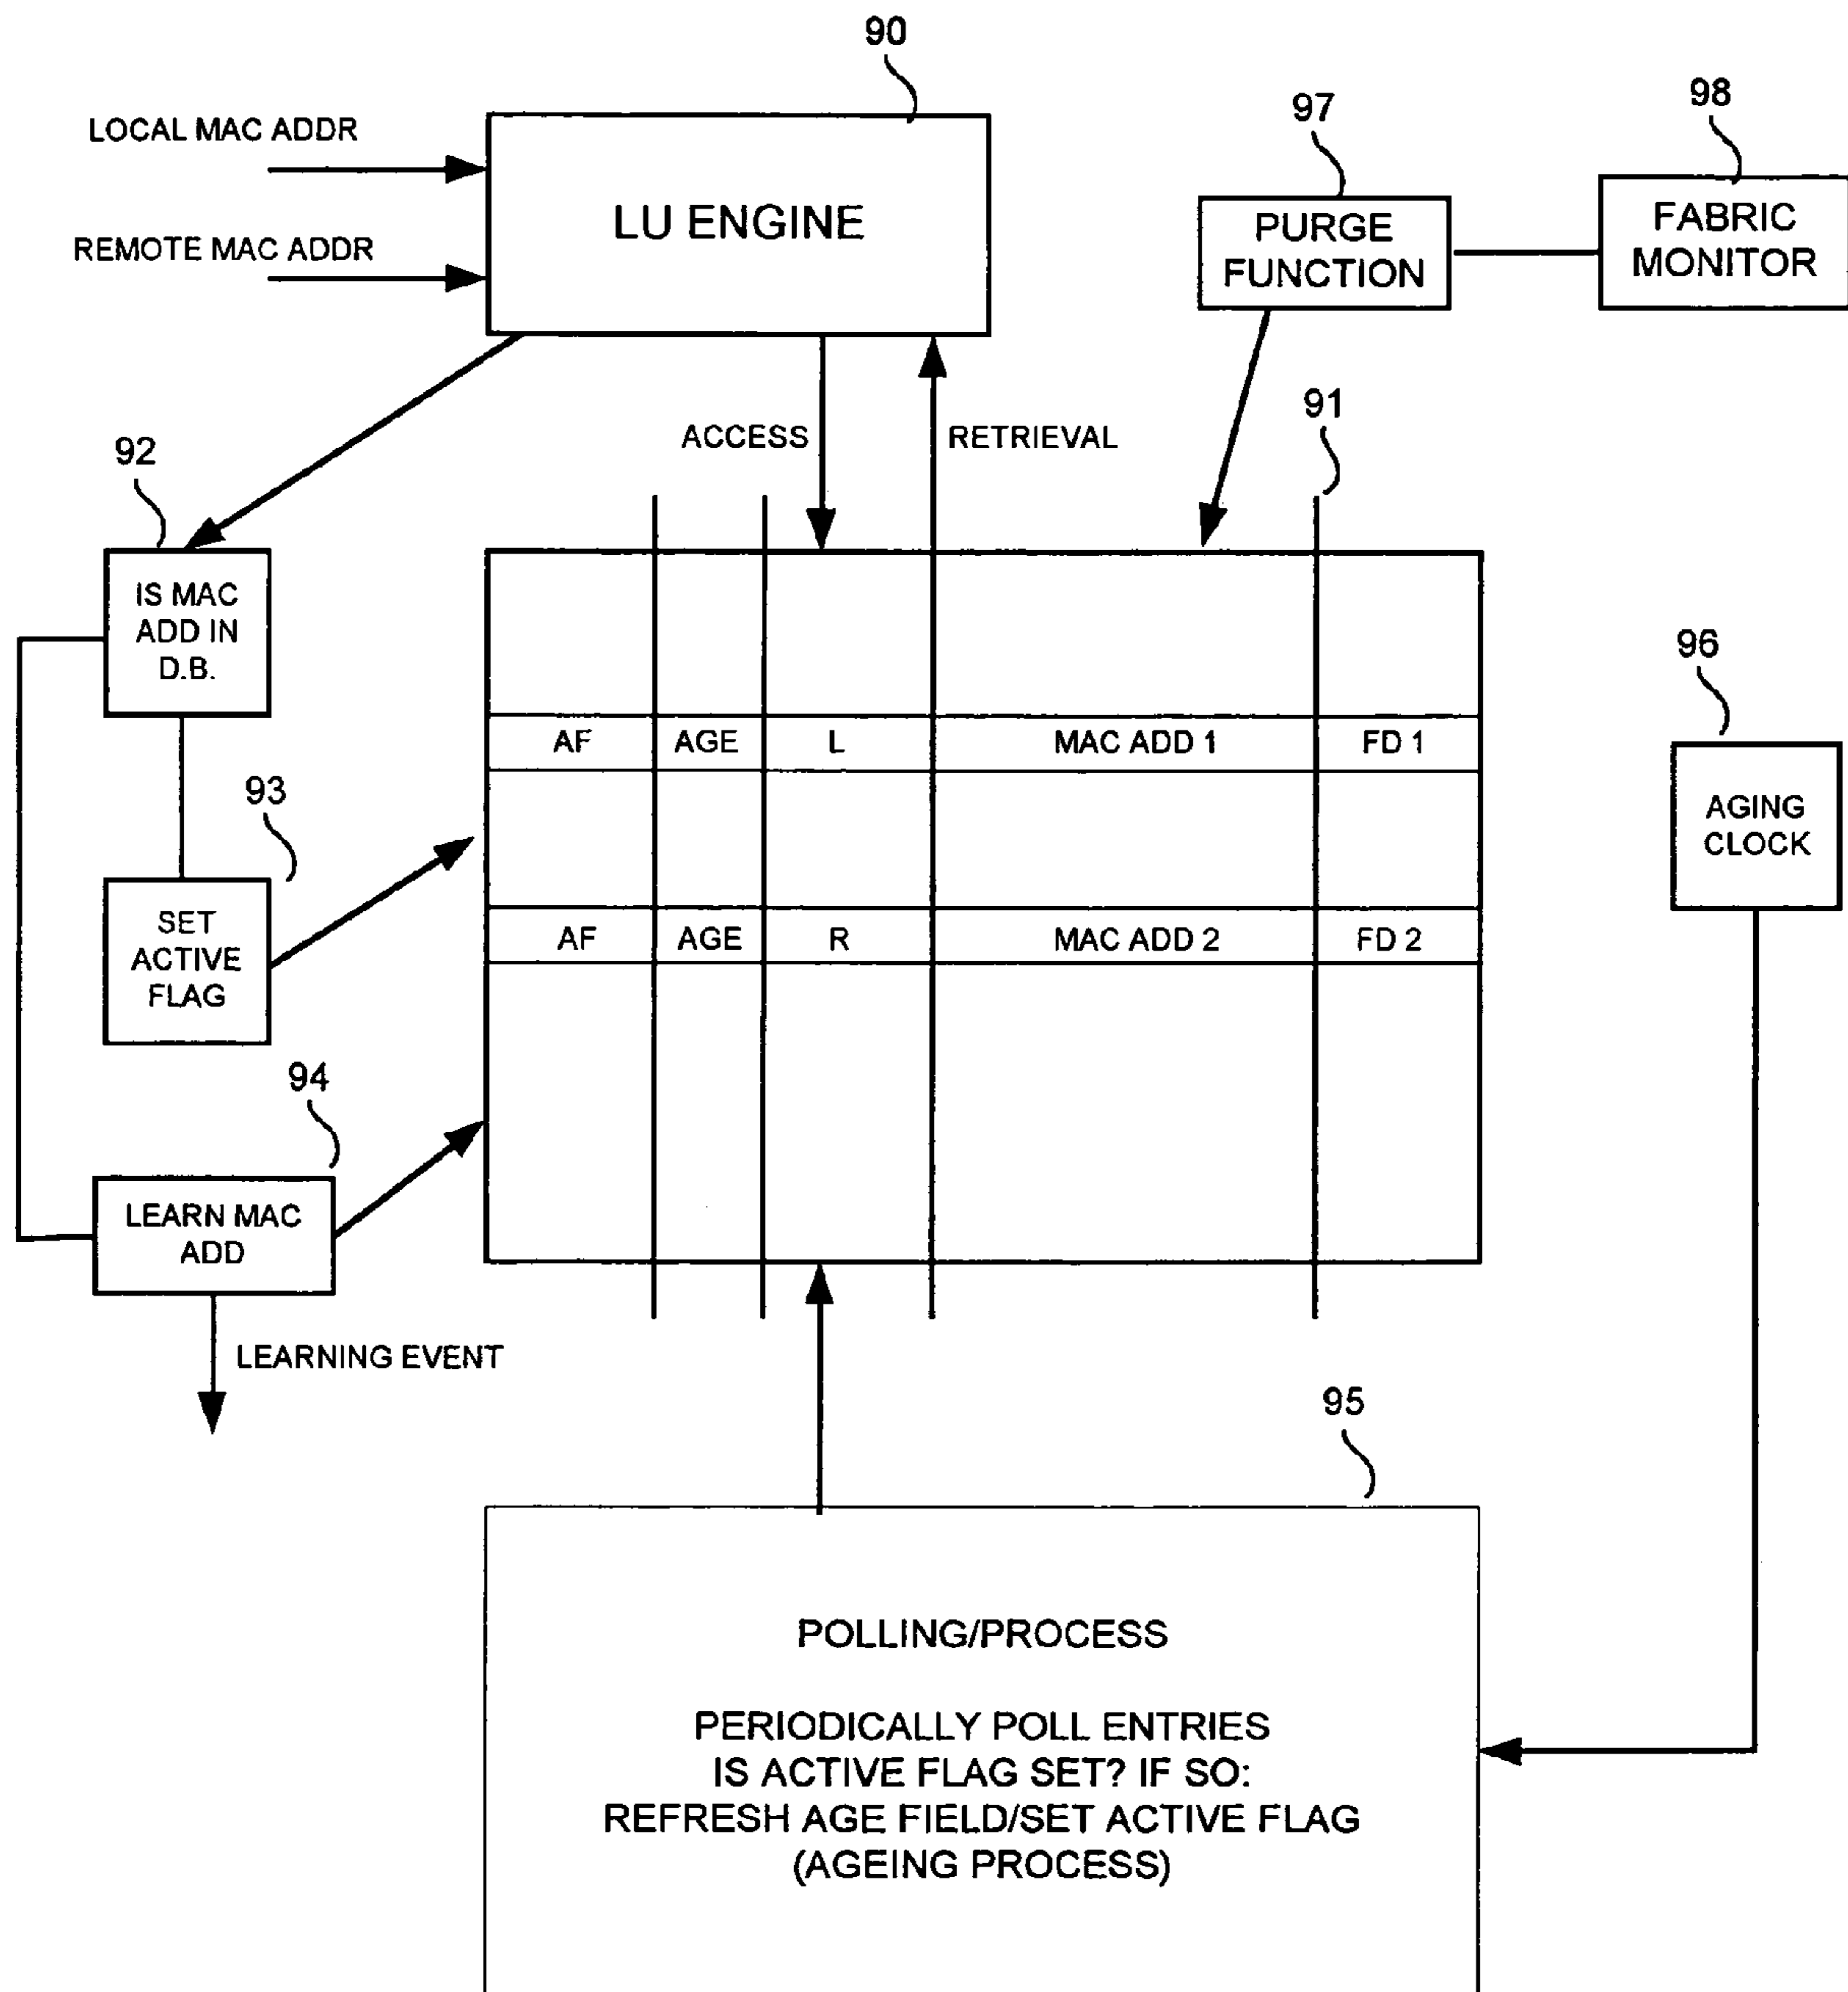 90
LOCAL MAC ADDR
REMOTE MAC ADDR
LU ENGINE
97
PURGE
FUNCTION
98
FABRIC
MONITOR
ACCESS
RETRIEVAL
91
92
IS MAC
ADD IN
D.B.
AF AGE L MAC ADD 1 FD 1
AF AGE R MAC ADD 2 FD 2
96
AGING
CLOCK
93
SET
ACTIVE
FLAG
94
LEARN MAC
ADD
LEARNING EVENT
95
POLLING/PROCESS
PERIODICALLY POLL ENTRIES
IS ACTIVE FLAG SET? IF SO:
REFRESH AGE FIELD/SET ACTIVE FLAG
(AGEING PROCESS)